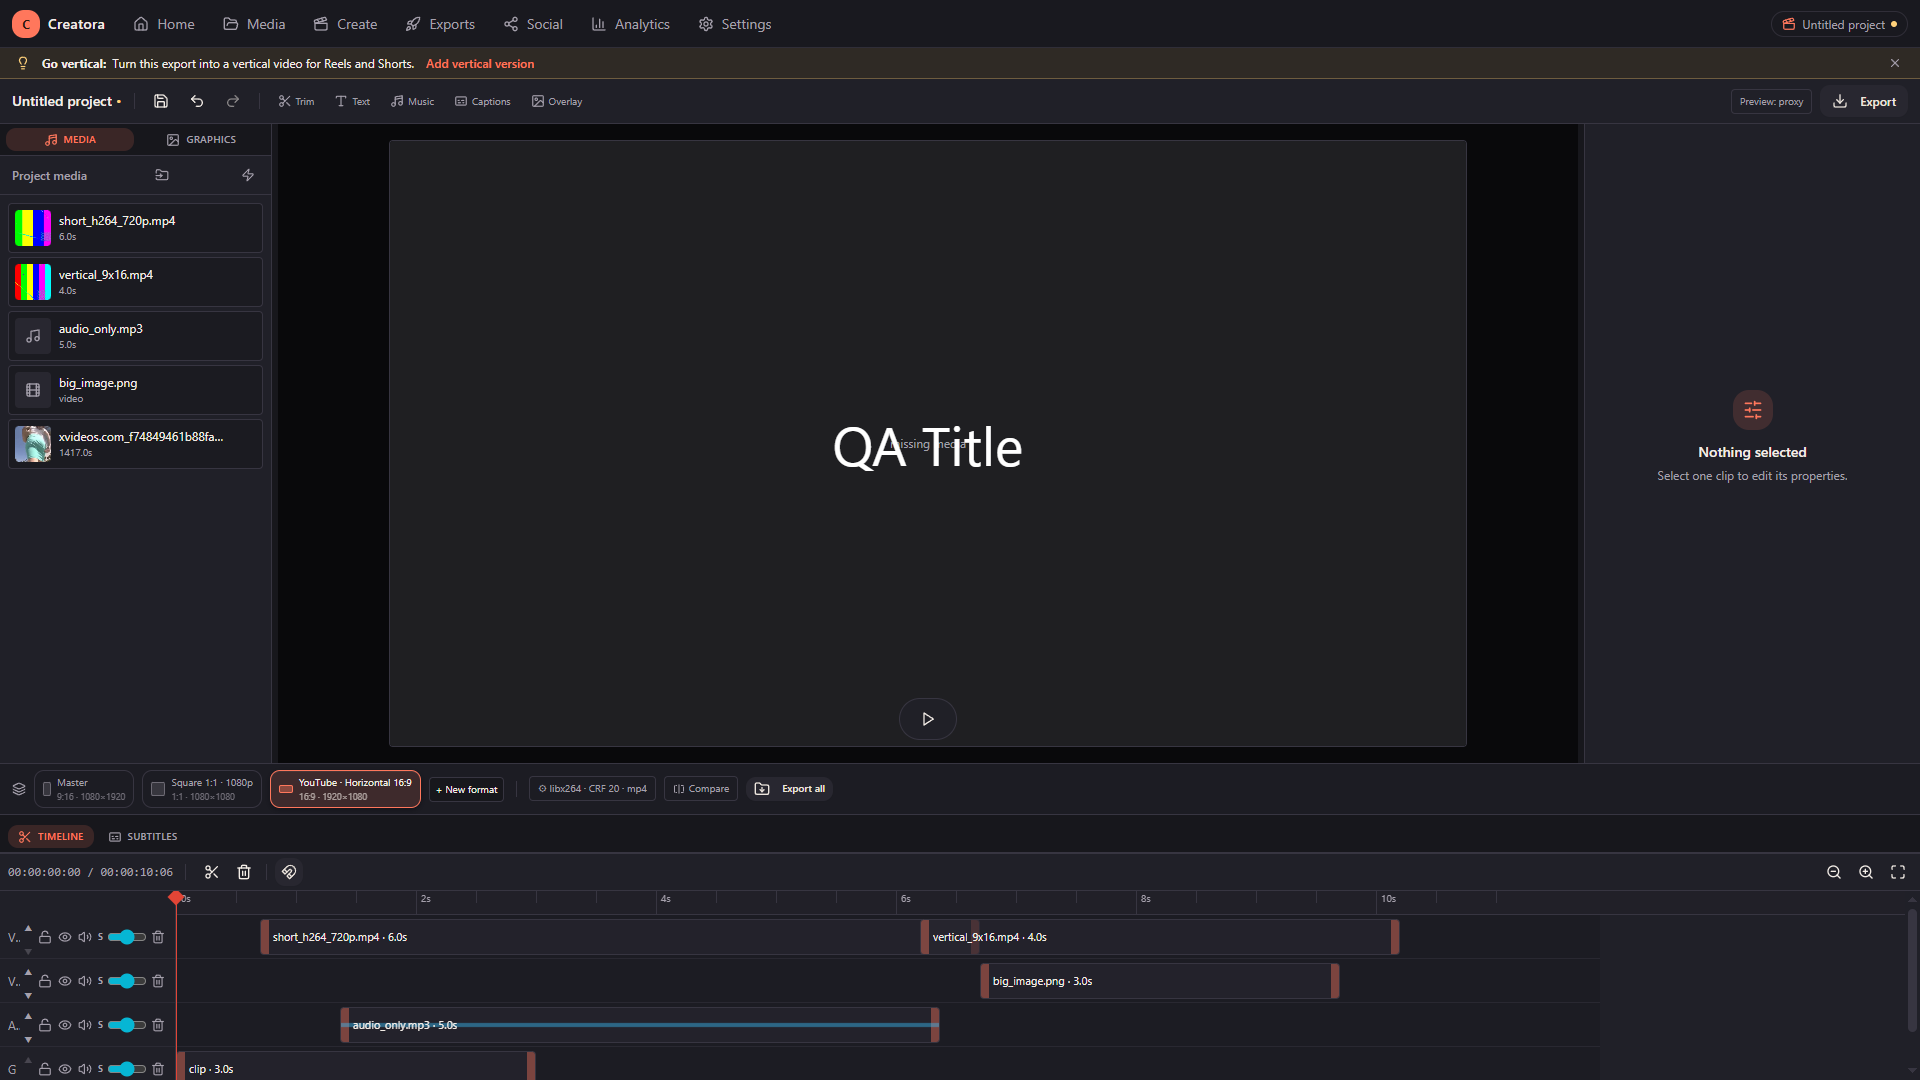 C Creatora Home Media Create Exports Social Analytics Settings Untitled project
Go vertical: Turn this export into a vertical video for Reels and Shorts. Add vertical version
Untitled project • Trim Text Music Captions Overlay Preview: proxy Export
MEDIA GRAPHICS
Project media
short_h264_720p.mp4
6.0s
vertical_9x16.mp4
4.0s
audio_only.mp3
5.0s
big_image.png
video
xvideos.com_f74849461b88fa...
1417.0s
missing media
QA Title
Nothing selected
Select one clip to edit its properties.
Master
9:16 · 1080×1920
Square 1:1 · 1080p
1:1 · 1080×1080
YouTube · Horizontal 16:9
16:9 · 1920×1080
+ New format
libx264 · CRF 20 · mp4
Compare
Export all
TIMELINE SUBTITLES
00:00:00:00 / 00:00:10:06
0s 2s 4s 6s 8s 10s
V.. S short_h264_720p.mp4 · 6.0s vertical_9x16.mp4 · 4.0s
V.. S big_image.png · 3.0s
A.. S audio_only.mp3 · 5.0s
G S clip · 3.0s